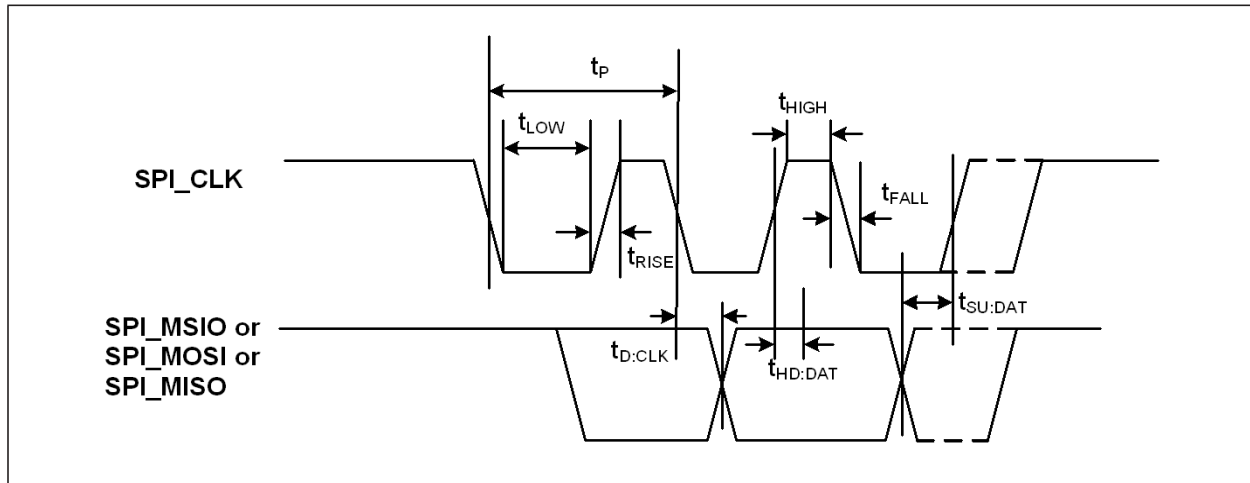 tP
tHIGH
tLOW
SPI_CLK
tFALL
tRISE
tSU:DAT
SPI_MSIO or
SPI_MOSI or
SPI_MISO
tD:CLK
tHD:DAT